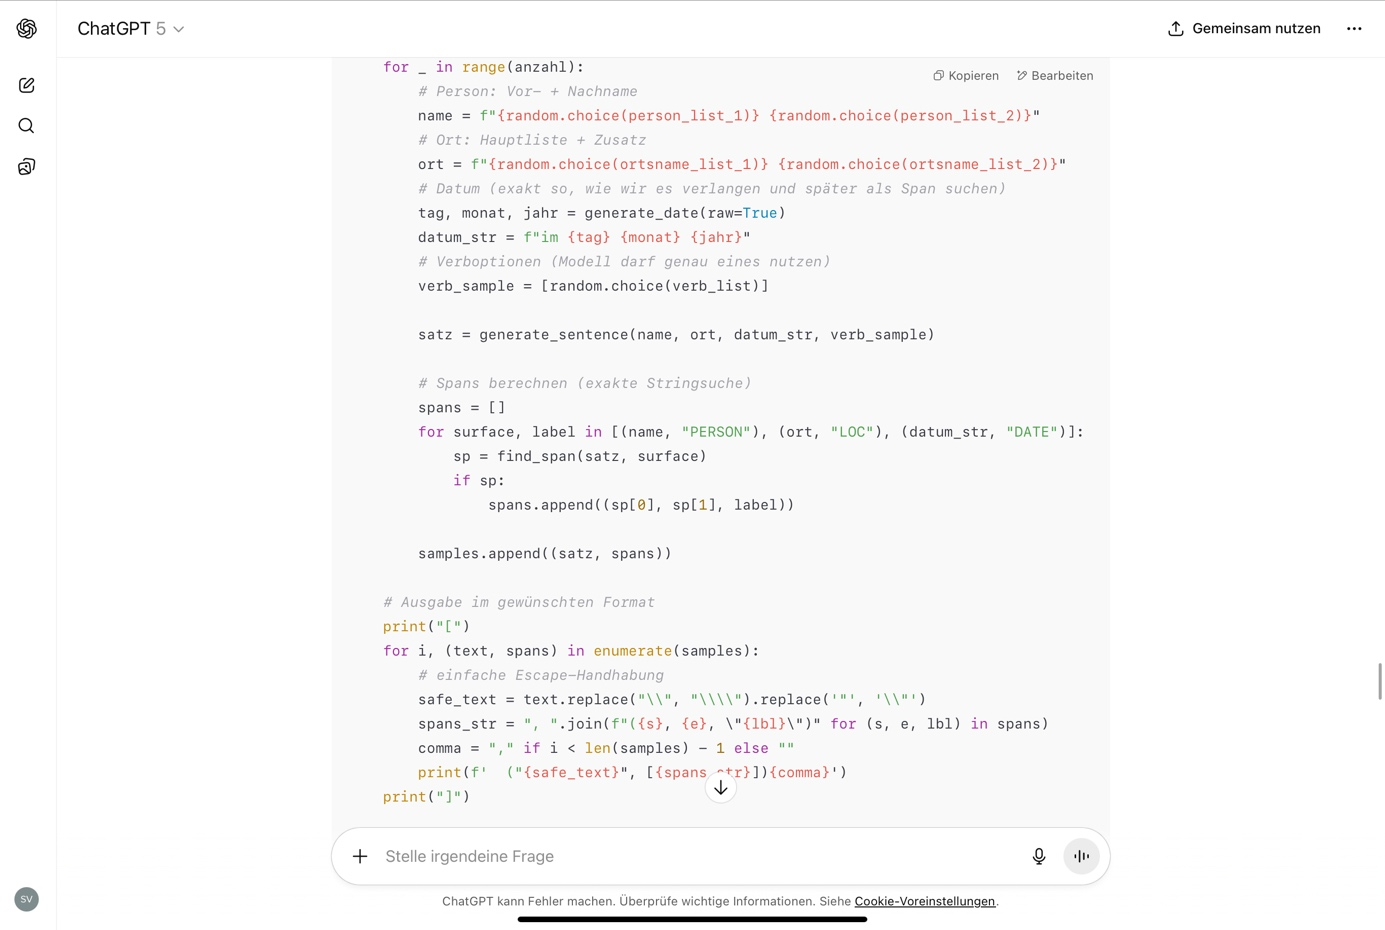 ChatGPT 5
Gemeinsam nutzen
Kopieren
Bearbeiten
for _ in range(anzahl):
    # Person: Vor- + Nachname
    name = f"{random.choice(person_list_1)} {random.choice(person_list_2)}"
    # Ort: Hauptliste + Zusatz
    ort = f"{random.choice(ortsname_list_1)} {random.choice(ortsname_list_2)}"
    # Datum (exakt so, wie wir es verlangen und später als Span suchen)
    tag, monat, jahr = generate_date(raw=True)
    datum_str = f"im {tag} {monat} {jahr}"
    # Verboptionen (Modell darf genau eines nutzen)
    verb_sample = [random.choice(verb_list)]
    satz = generate_sentence(name, ort, datum_str, verb_sample)
    # Spans berechnen (exakte Stringsuche)
    spans = []
    for surface, label in [(name, "PERSON"), (ort, "LOC"), (datum_str, "DATE")]:
        sp = find_span(satz, surface)
        if sp:
            spans.append((sp[0], sp[1], label))
    samples.append((satz, spans))
# Ausgabe im gewünschten Format
print("[")
for i, (text, spans) in enumerate(samples):
    # einfache Escape-Handhabung
    safe_text = text.replace("\\", "\\\\").replace('"', '\\"')
    spans_str = ", ".join(f"({s}, {e}, \"{lbl}\")" for (s, e, lbl) in spans)
    comma = "," if i < len(samples) - 1 else ""
    print(f'  ("{safe_text}", [{spans_str}]){comma}')
print("]")
Stelle irgendeine Frage
SV
ChatGPT kann Fehler machen. Überprüfe wichtige Informationen. Siehe Cookie-Voreinstellungen.